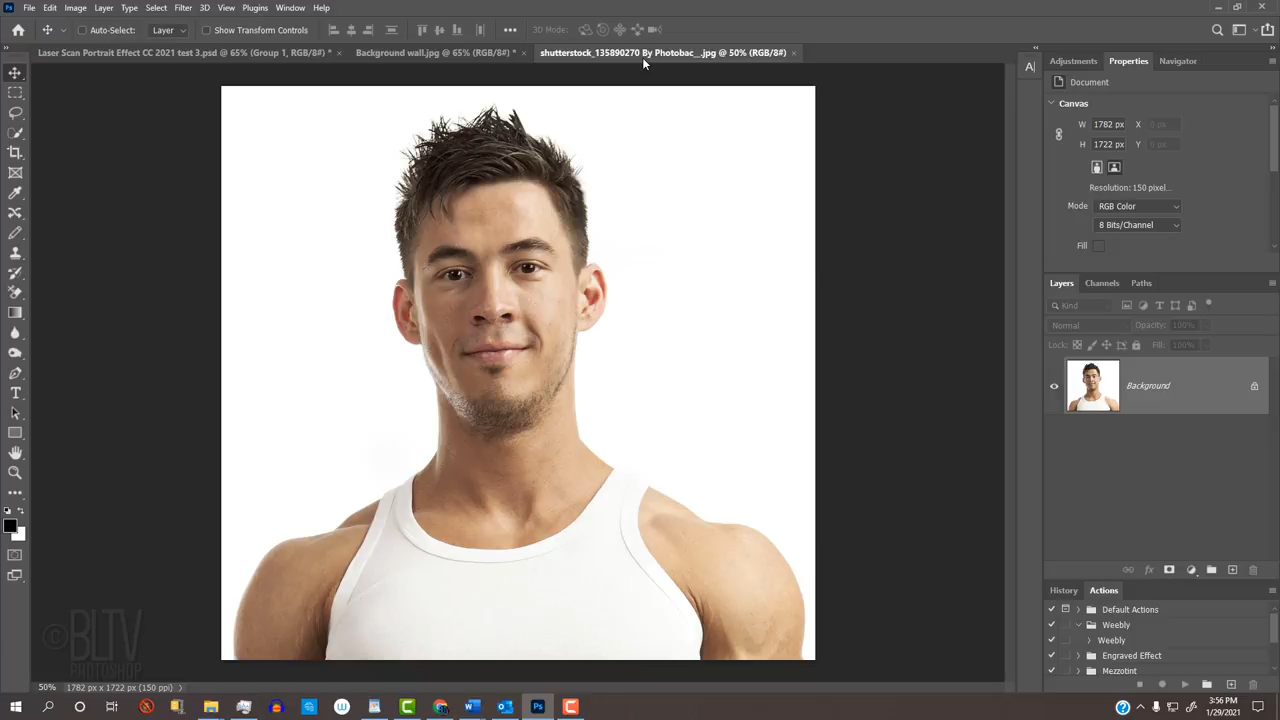 File Edit Image Layer Type Select Filter 3D View Plugins Window Help
Auto-Select: Layer Show Transform Controls 3D Mode:
Laser Scan Portrait Effect CC 2021 test 3.psd @ 65% (Group 1, RGB/8#) * × Background wall.jpg @ 65% (RGB/8#) * × shutterstock_135890270 By Photobac_.jpg @ 50% (RGB/8#) ×
Adjustments Properties Navigator
Document
Canvas
W 1782 px X 0 px
H 1722 px Y 0 px
Resolution: 150 pixel...
Mode RGB Color
8 Bits/Channel
Fill
Layers Channels Paths
Kind
Normal Opacity: 100%
Lock: Fill: 100%
Background
History Actions
Default Actions
Weebly
Weebly
Engraved Effect
Mezzotint
©BLTV
PHOTOSHOP
50% 1782 px x 1722 px (150 ppi)
3:56 PM
1/29/2021